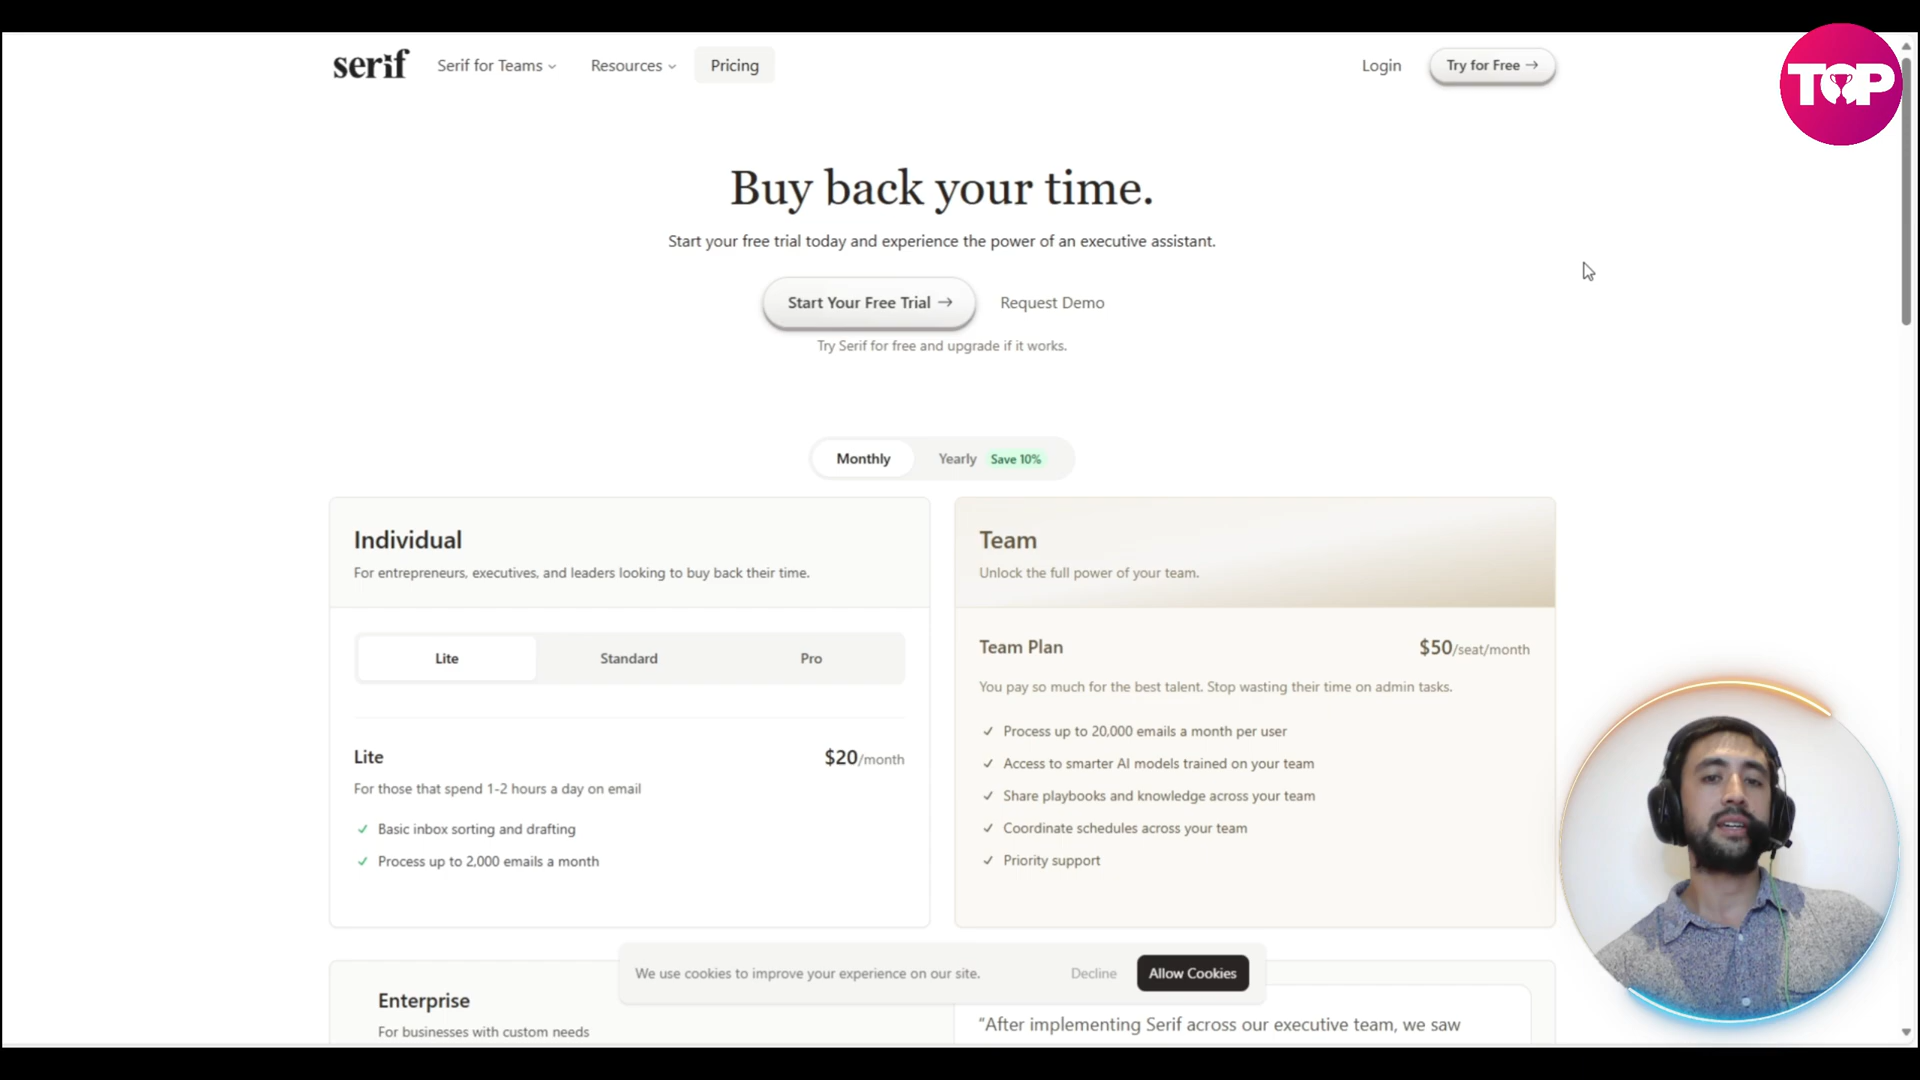 serif
Serif for Teams
Resources
Pricing
Login
Try for Free →
TOP
Buy back your time.
Start your free trial today and experience the power of an executive assistant.
Start Your Free Trial →
Request Demo
Try Serif for free and upgrade if it works.
Monthly
Yearly Save 10%
Individual
For entrepreneurs, executives, and leaders looking to buy back their time.
Lite
Standard
Pro
Lite
$20/month
For those that spend 1-2 hours a day on email
✓ Basic inbox sorting and drafting
✓ Process up to 2,000 emails a month
Team
Unlock the full power of your team.
Team Plan
$50/seat/month
You pay so much for the best talent. Stop wasting their time on admin tasks.
✓ Process up to 20,000 emails a month per user
✓ Access to smarter AI models trained on your team
✓ Share playbooks and knowledge across your team
✓ Coordinate schedules across your team
✓ Priority support
We use cookies to improve your experience on our site.
Decline
Allow Cookies
Enterprise
For businesses with custom needs
“After implementing Serif across our executive team, we saw